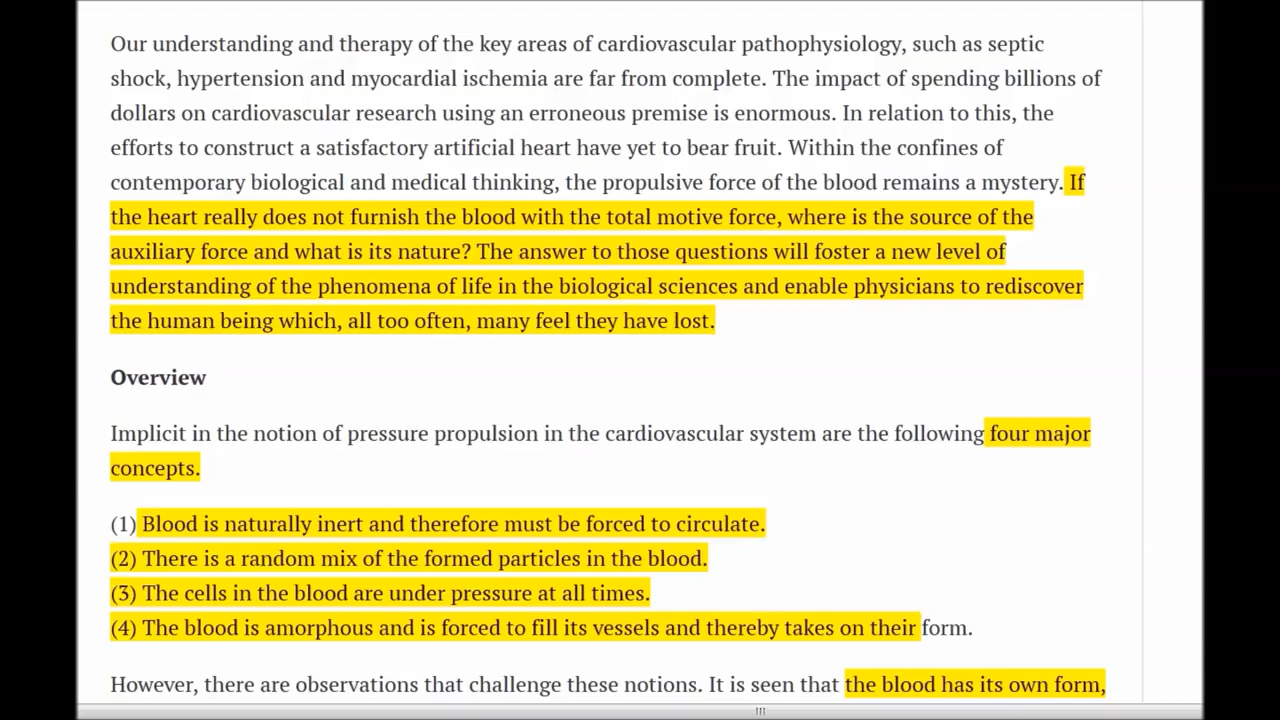 Our understanding and therapy of the key areas of cardiovascular pathophysiology, such as septic
shock, hypertension and myocardial ischemia are far from complete. The impact of spending billions of
dollars on cardiovascular research using an erroneous premise is enormous. In relation to this, the
efforts to construct a satisfactory artificial heart have yet to bear fruit. Within the confines of
contemporary biological and medical thinking, the propulsive force of the blood remains a mystery. If
the heart really does not furnish the blood with the total motive force, where is the source of the
auxiliary force and what is its nature? The answer to those questions will foster a new level of
understanding of the phenomena of life in the biological sciences and enable physicians to rediscover
the human being which, all too often, many feel they have lost.
Overview
Implicit in the notion of pressure propulsion in the cardiovascular system are the following four major
concepts.
(1) Blood is naturally inert and therefore must be forced to circulate.
(2) There is a random mix of the formed particles in the blood.
(3) The cells in the blood are under pressure at all times.
(4) The blood is amorphous and is forced to fill its vessels and thereby takes on their form.
However, there are observations that challenge these notions. It is seen that the blood has its own form,